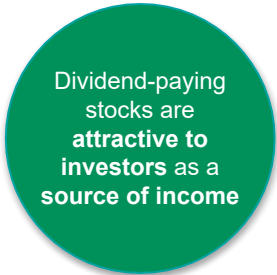 Dividend-paying
stocks are
attractive to
investors as a
source of income